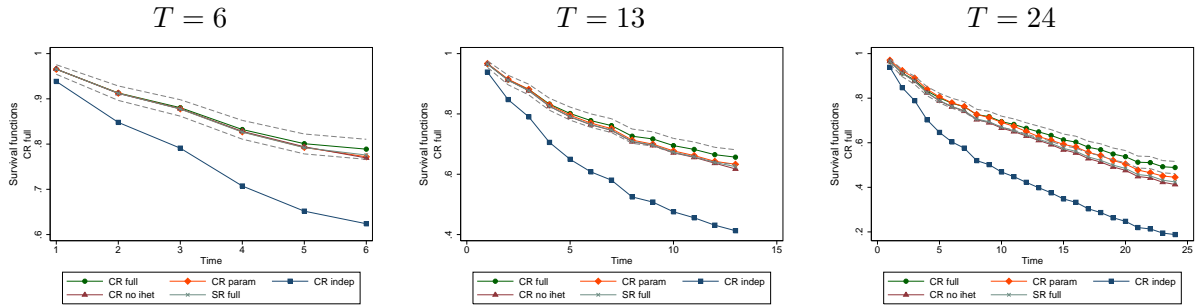 T = 6
T = 13
T = 24
Survival functions
CR full
1
.9
.8
.7
.6
1 2 3 4 5 6
Time
CR full CR param CR indep
CR no ihet SR full
Survival functions
CR full
1
.8
.6
.4
0 5 10 15
Time
CR full CR param CR indep
CR no ihet SR full
Survival functions
CR full
1
.8
.6
.4
.2
0 5 10 15 20 25
Time
CR full CR param CR indep
CR no ihet SR full